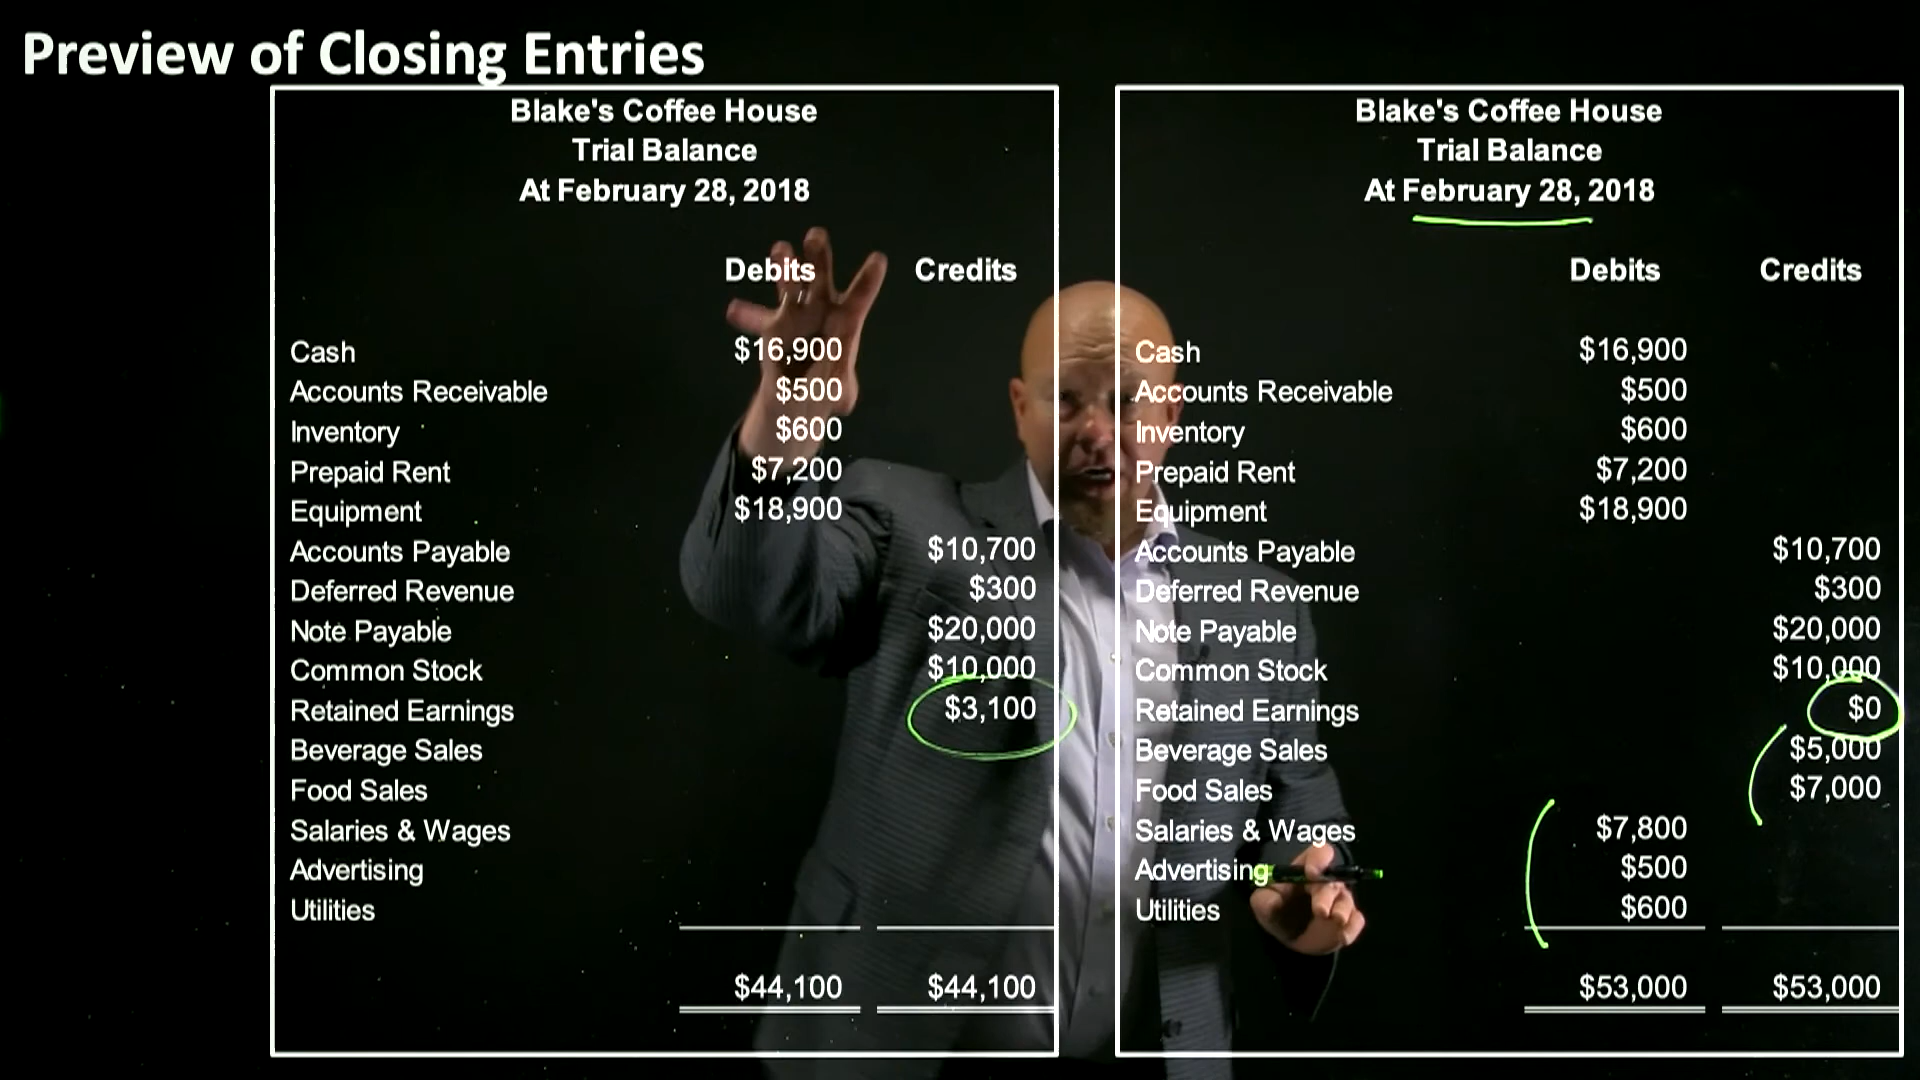 Preview of Closing Entries
Blake's Coffee House
Trial Balance
At February 28, 2018
Debits Credits
Cash $16,900
Accounts Receivable $500
Inventory $600
Prepaid Rent $7,200
Equipment $18,900
Accounts Payable $10,700
Deferred Revenue $300
Note Payable $20,000
Common Stock $10,000
Retained Earnings $3,100
Beverage Sales
Food Sales
Salaries & Wages
Advertising
Utilities
$44,100 $44,100
Blake's Coffee House
Trial Balance
At February 28, 2018
Debits Credits
Cash $16,900
Accounts Receivable $500
Inventory $600
Prepaid Rent $7,200
Equipment $18,900
Accounts Payable $10,700
Deferred Revenue $300
Note Payable $20,000
Common Stock $10,000
Retained Earnings $0
Beverage Sales $5,000
Food Sales $7,000
Salaries & Wages $7,800
Advertising $500
Utilities $600
$53,000 $53,000